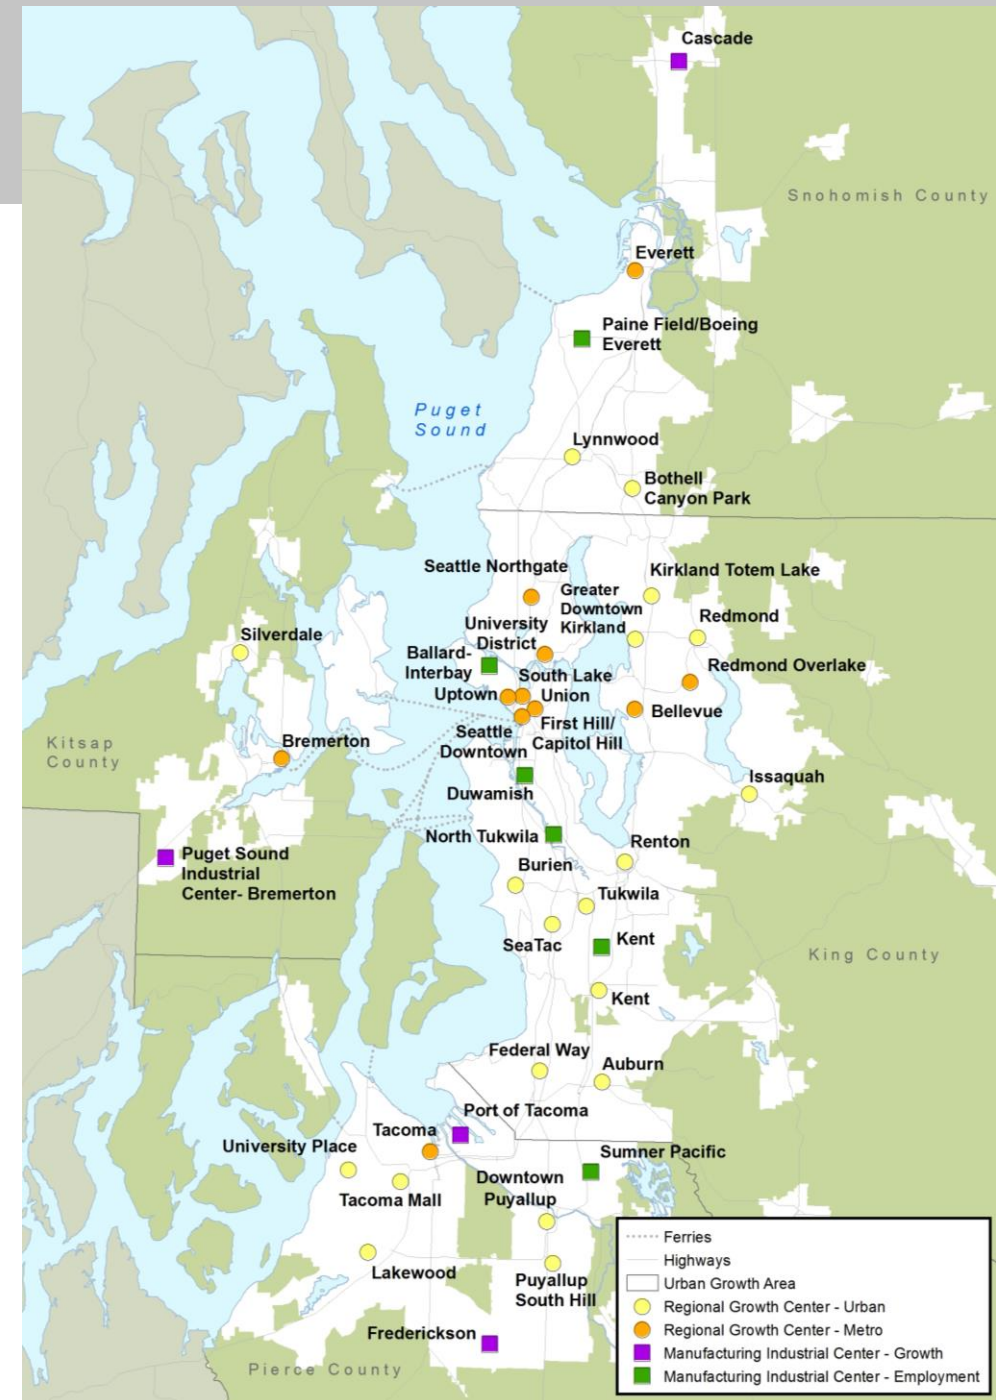 Cascade
Snohomish County
Everett
Paine Field/Boeing
Everett
Puget
Sound
Lynnwood
Bothell
Canyon Park
Seattle Northgate
Kirkland Totem Lake
Greater
Downtown
Kirkland
Redmond
University
District
Silverdale
Ballard-
Interbay
Redmond Overlake
South Lake
Union
Uptown
Bellevue
First Hill/
Capitol Hill
Seattle
Downtown
Kitsap
County
Bremerton
Issaquah
Duwamish
North Tukwila
Renton
Puget Sound
Industrial
Center- Bremerton
Burien
Tukwila
SeaTac
Kent
King County
Kent
Federal Way
Auburn
Port of Tacoma
Tacoma
University Place
Sumner Pacific
Downtown
Puyallup
Tacoma Mall
Lakewood
Puyallup
South Hill
Frederickson
Pierce County
Ferries
Highways
Urban Growth Area
Regional Growth Center - Urban
Regional Growth Center - Metro
Manufacturing Industrial Center - Growth
Manufacturing Industrial Center - Employment